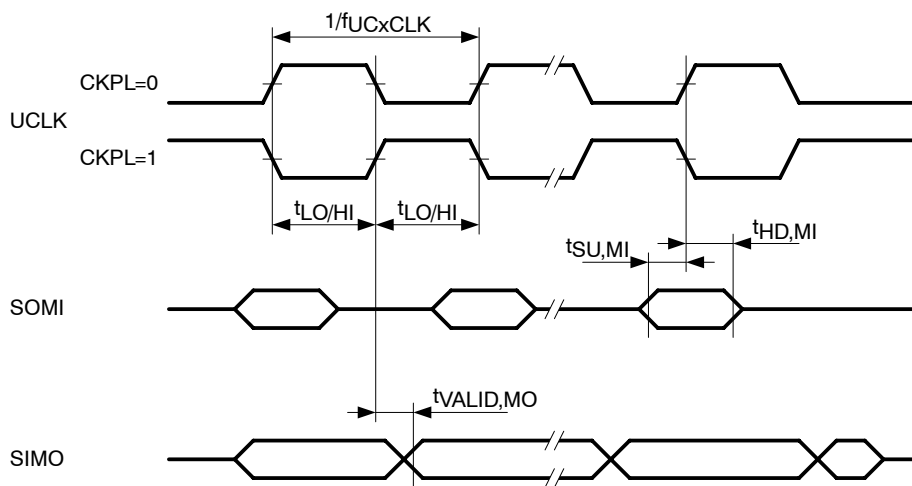 1/fUCxCLK
CKPL=0
UCLK
CKPL=1
tLO/HI tLO/HI
tSU,MI tHD,MI
SOMI
tVALID,MO
SIMO